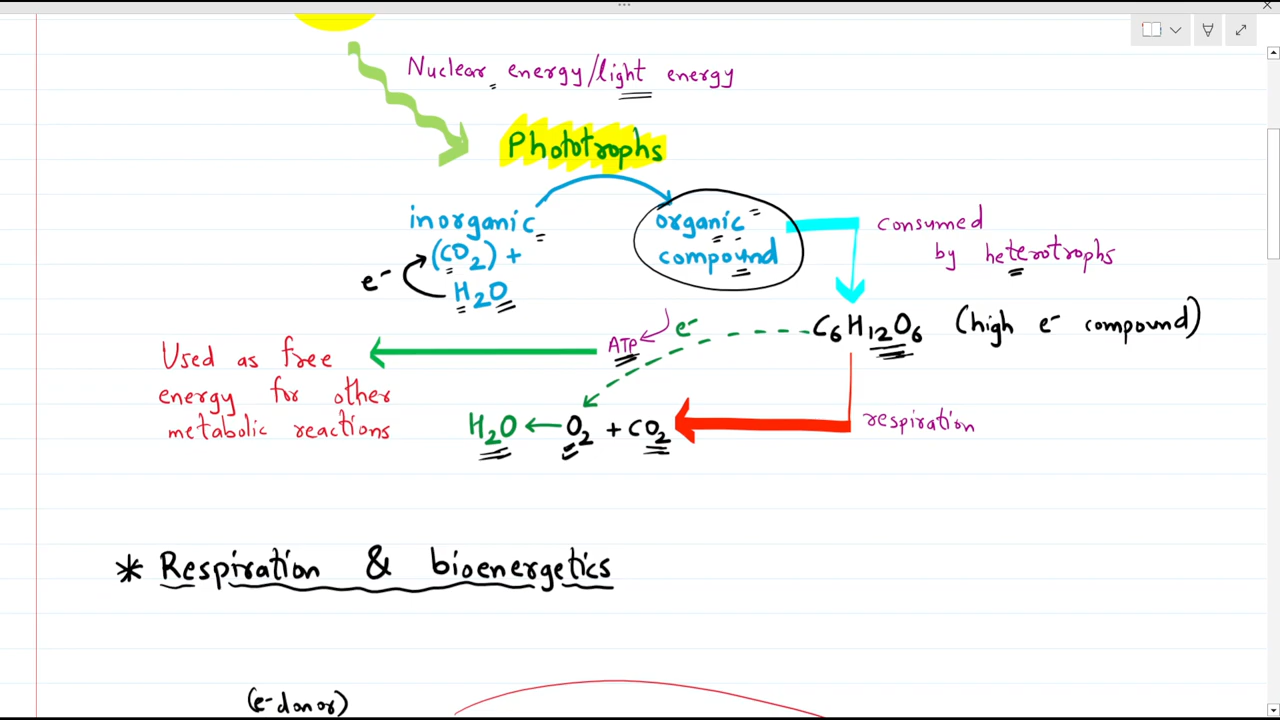 Nuclear energy/light energy
Phototrophs
inorganic
(CO2) +
H2O
e-
organic
compound
consumed
by heterotrophs
C6H12O6 (high e- compound)
e-
ATP
Used as free
energy for other
metabolic reactions
H2O ← O2 + CO2
respiration
* Respiration & bioenergetics
(e-donor)